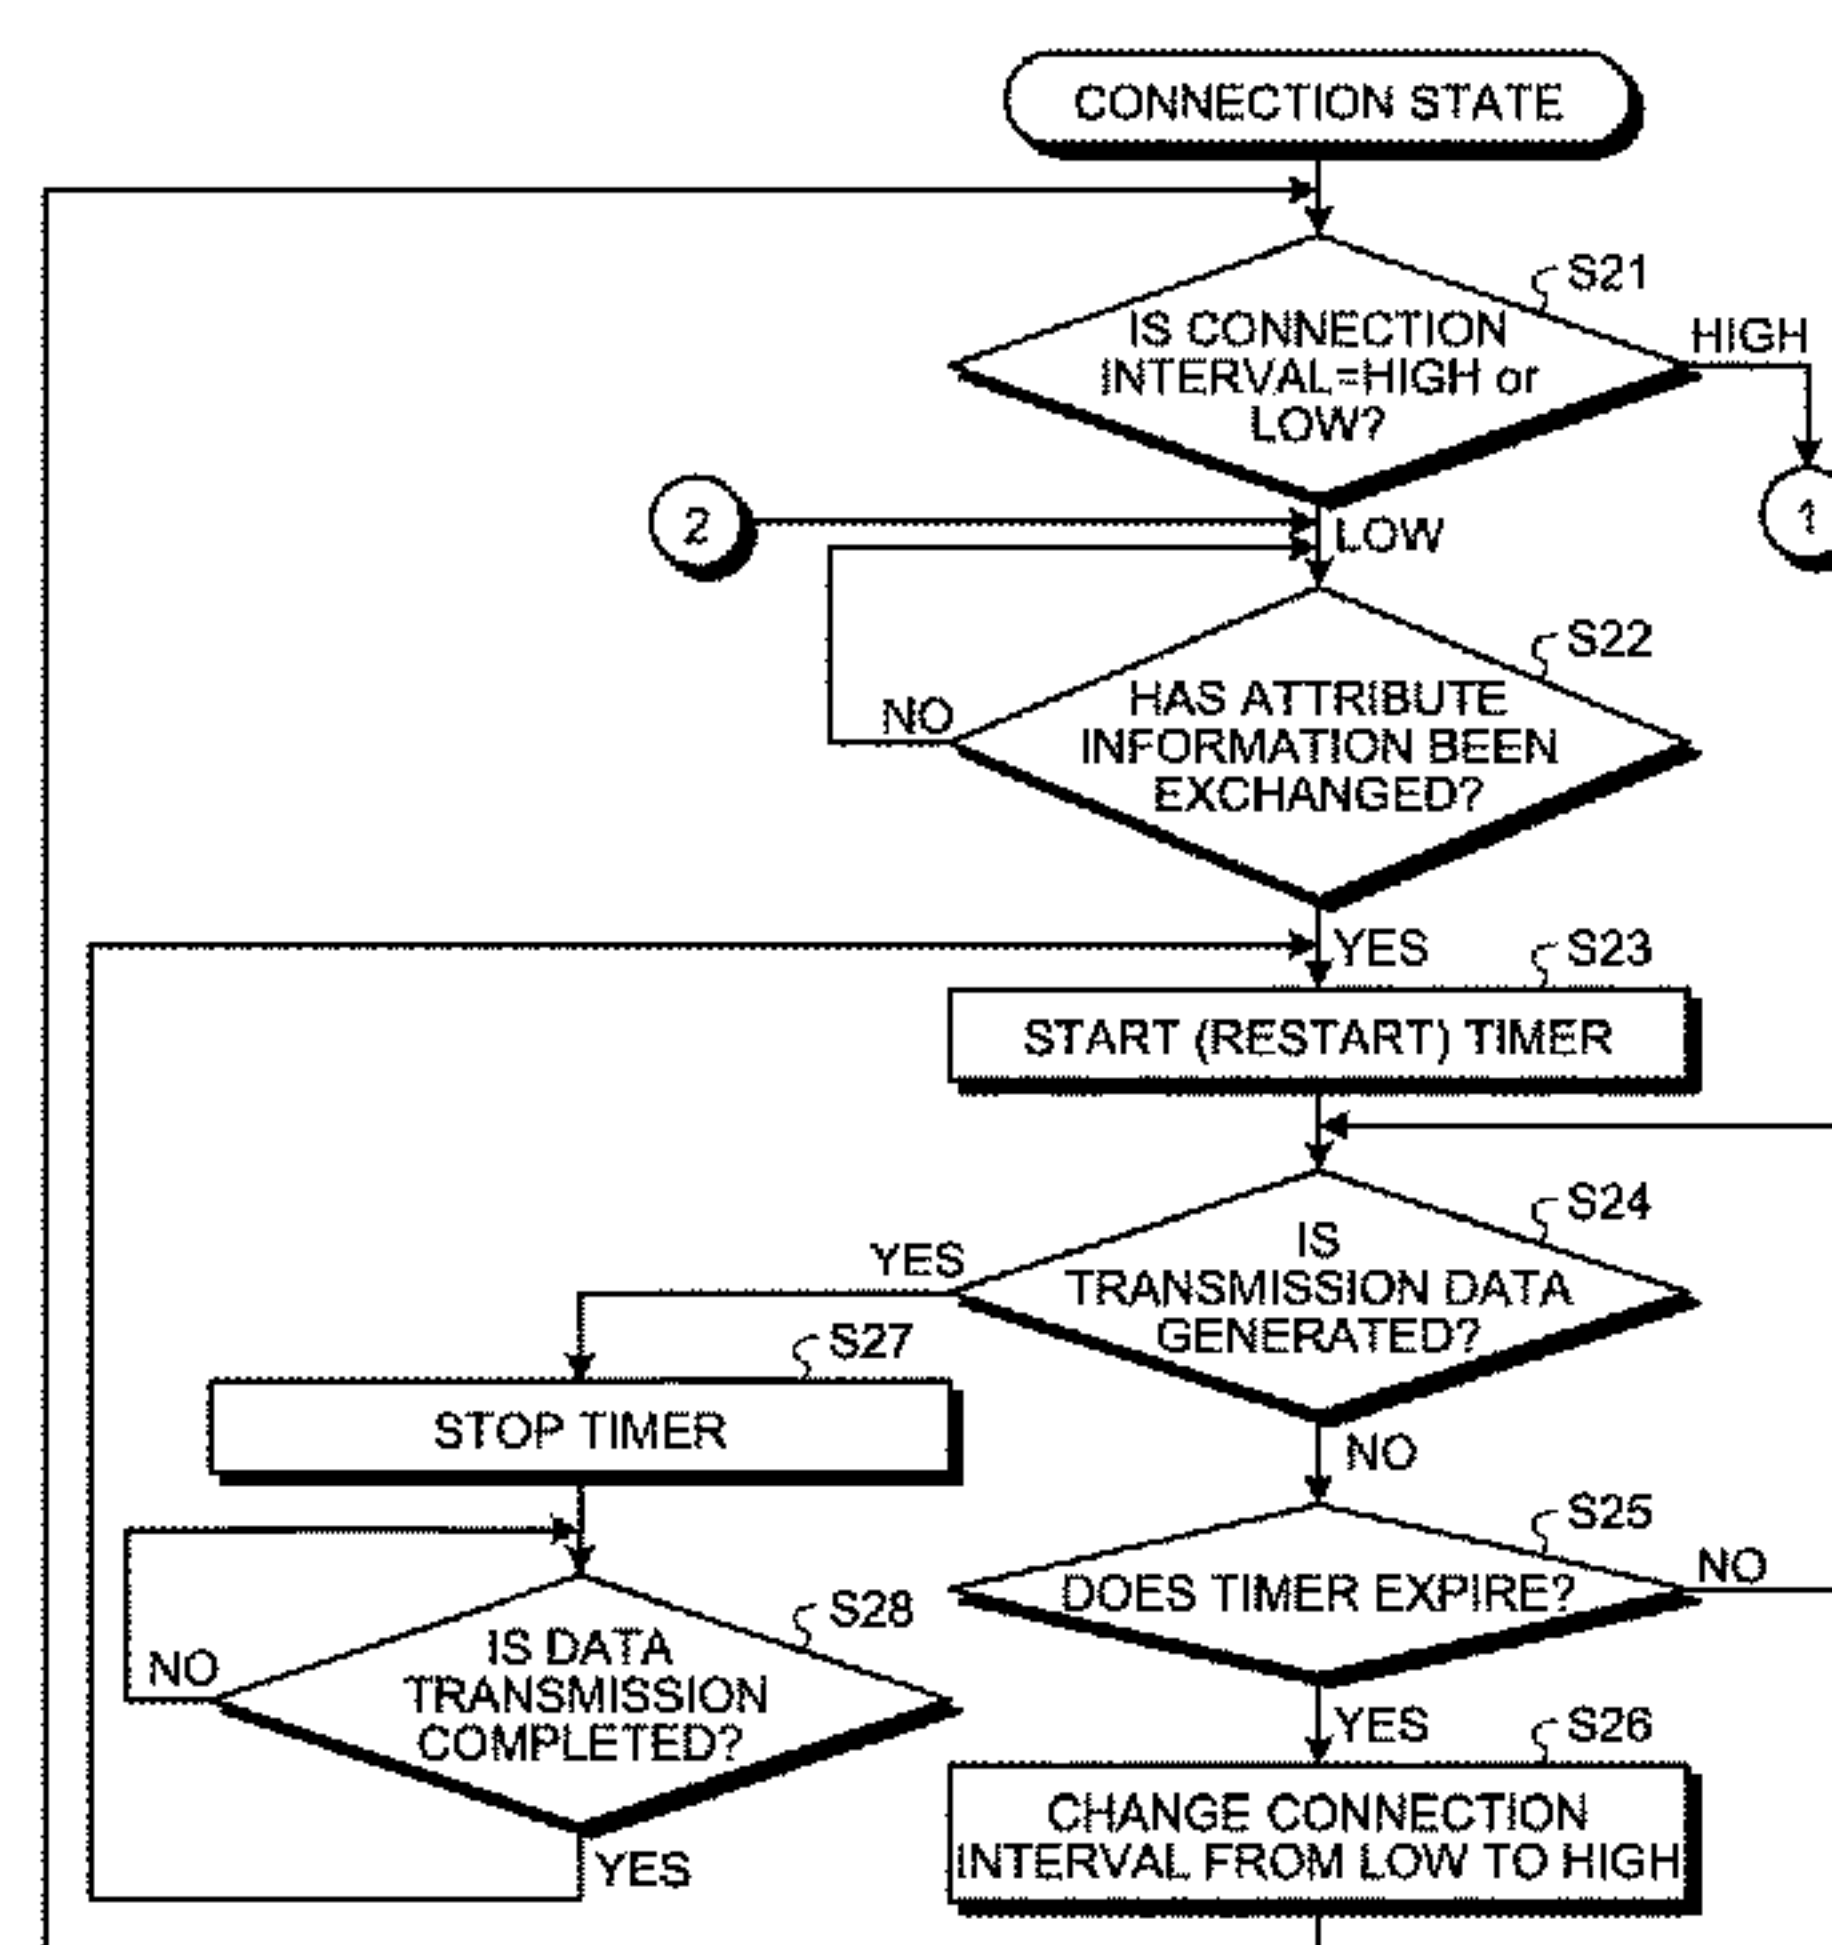 CONNECTION STATE
S21
IS CONNECTION
INTERVAL=HIGH or
LOW?
HIGH
1
2
LOW
S22
HAS ATTRIBUTE
INFORMATION BEEN
EXCHANGED?
NO
YES
S23
START (RESTART) TIMER
S24
IS
TRANSMISSION DATA
GENERATED?
YES
NO
S27
STOP TIMER
S25
DOES TIMER EXPIRE?
NO
S28
IS DATA
TRANSMISSION
COMPLETED?
NO
YES
YES
S26
CHANGE CONNECTION
INTERVAL FROM LOW TO HIGH